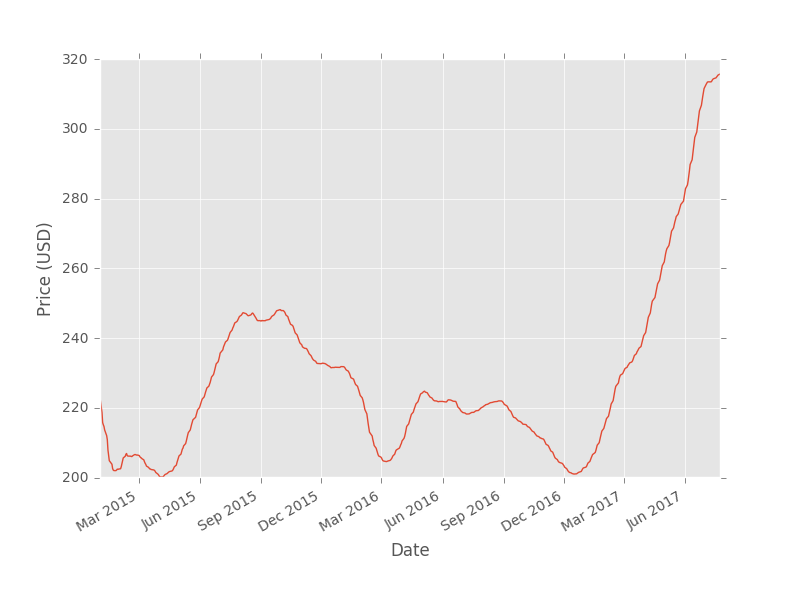 320
300
280
260
240
220
200
Price (USD)
Mar 2015
Jun 2015
Sep 2015
Dec 2015
Mar 2016
Jun 2016
Sep 2016
Dec 2016
Mar 2017
Jun 2017
Date